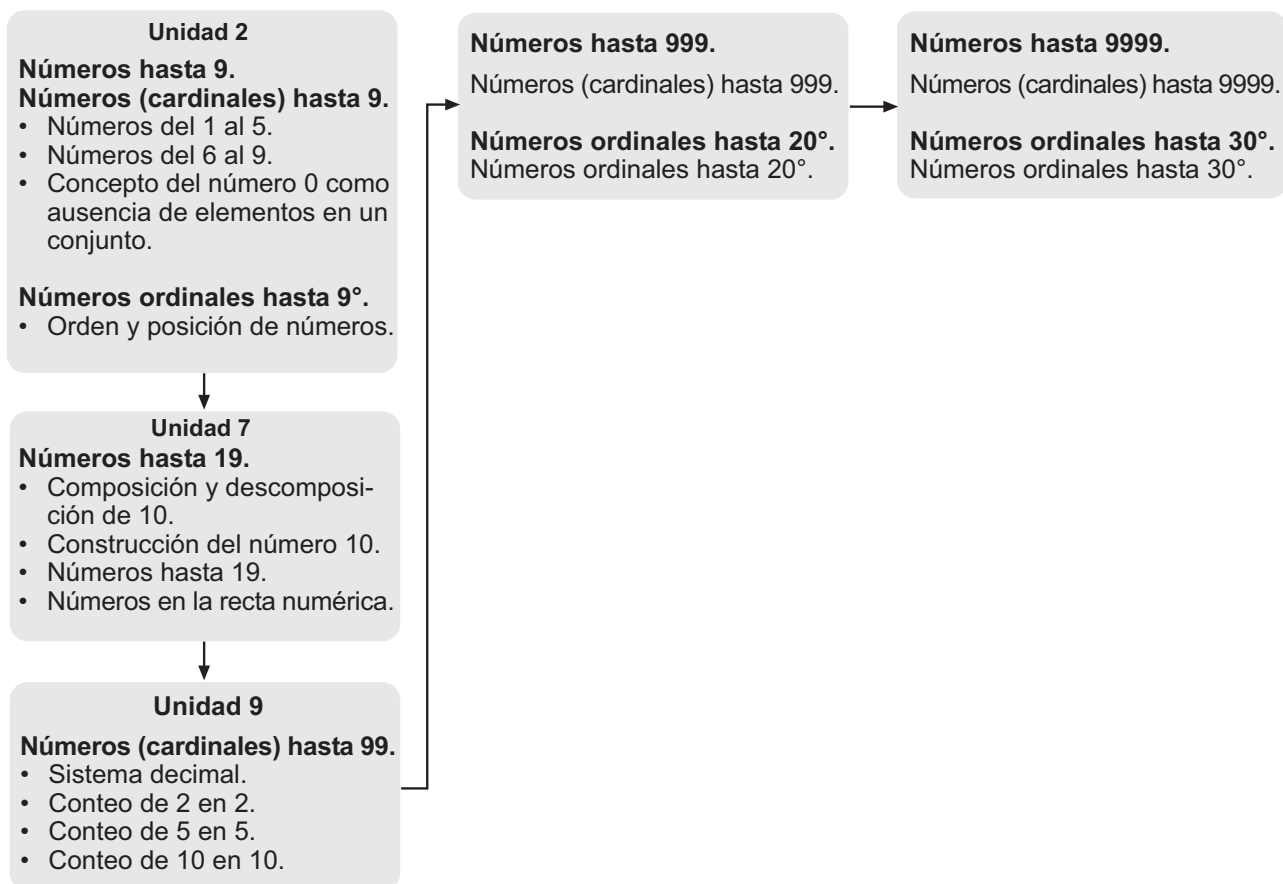 Unidad 2
Números hasta 9.
Números (cardinales) hasta 9.
• Números del 1 al 5.
• Números del 6 al 9.
• Concepto del número 0 como
ausencia de elementos en un
conjunto.
Números ordinales hasta 9°.
• Orden y posición de números.
Unidad 7
Números hasta 19.
• Composición y descomposi-
ción de 10.
• Construcción del número 10.
• Números hasta 19.
• Números en la recta numérica.
Unidad 9
Números (cardinales) hasta 99.
• Sistema decimal.
• Conteo de 2 en 2.
• Conteo de 5 en 5.
• Conteo de 10 en 10.
Números hasta 999.
Números (cardinales) hasta 999.
Números ordinales hasta 20°.
Números ordinales hasta 20°.
Números hasta 9999.
Números (cardinales) hasta 9999.
Números ordinales hasta 30°.
Números ordinales hasta 30°.